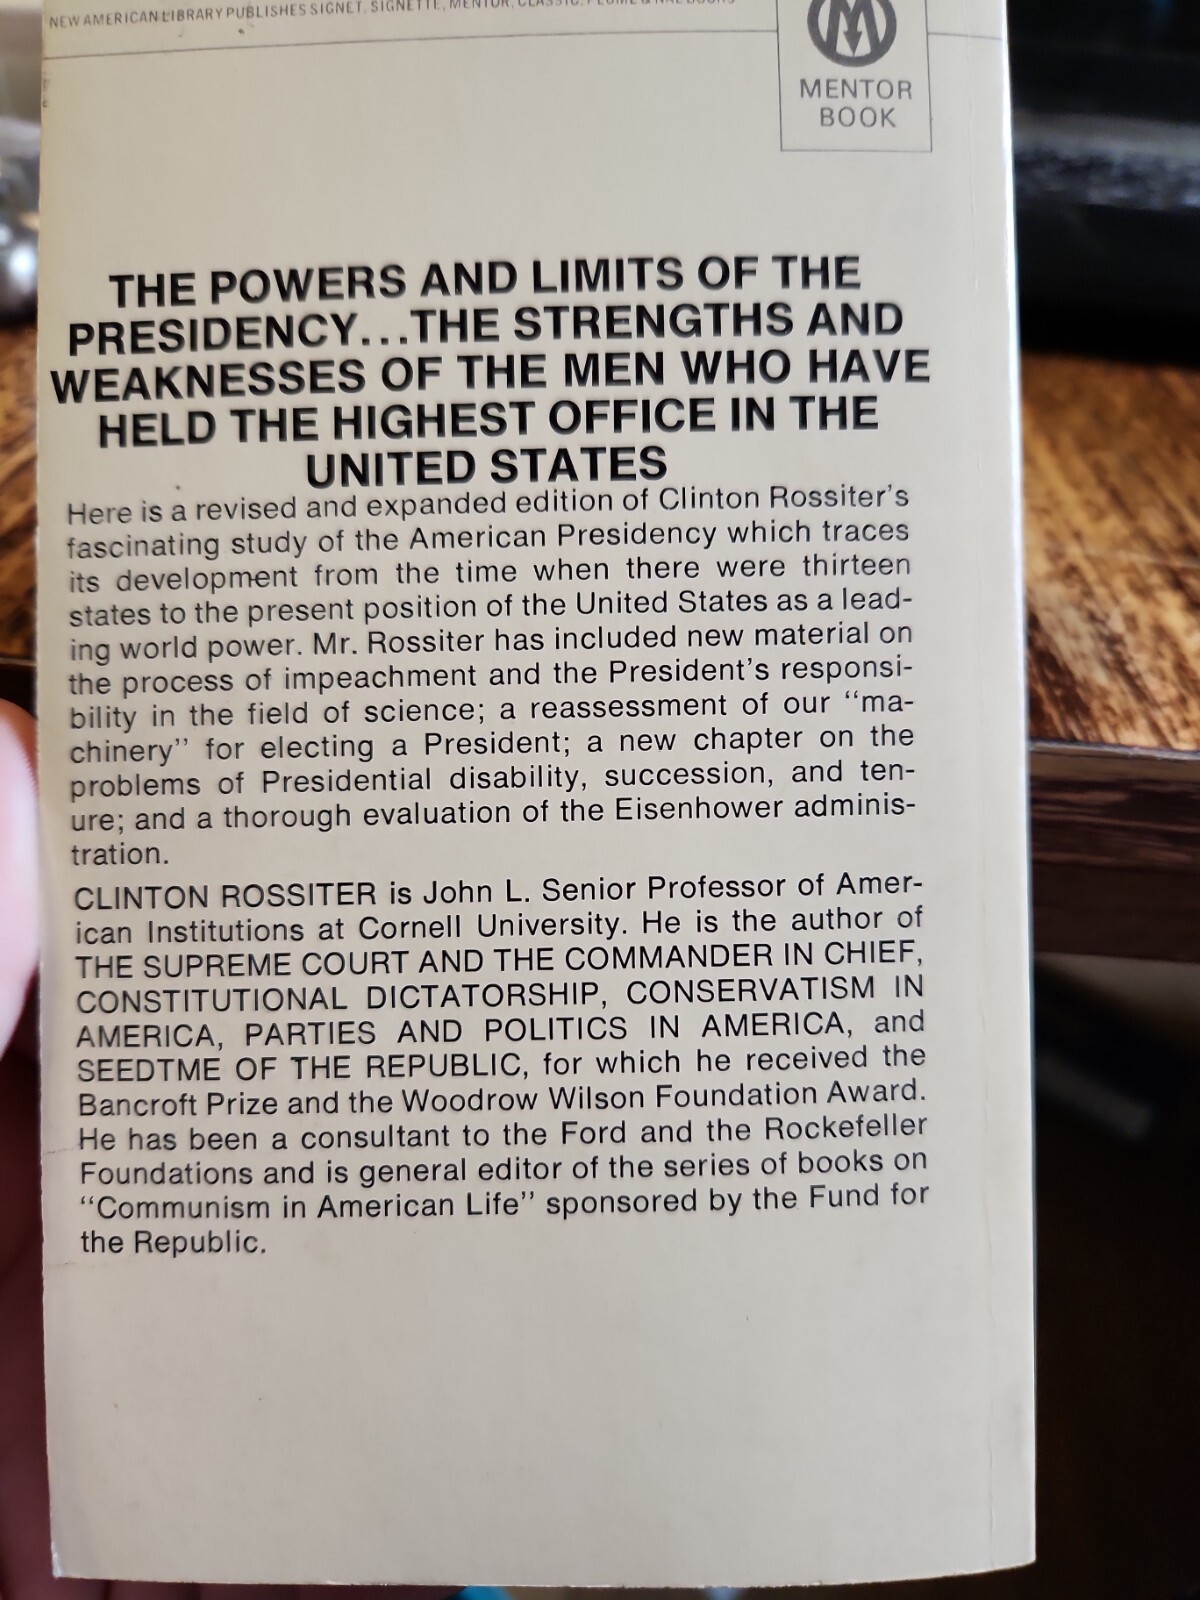 NEW AMERICAN LIBRARY PUBLISHES SIGNET, SIGNETTE, MENTOR, CLASSIC, PLUME & NAL BOOKS
MENTOR
BOOK
THE POWERS AND LIMITS OF THE
PRESIDENCY...THE STRENGTHS AND
WEAKNESSES OF THE MEN WHO HAVE
HELD THE HIGHEST OFFICE IN THE
UNITED STATES
Here is a revised and expanded edition of Clinton Rossiter's
fascinating study of the American Presidency which traces
its development from the time when there were thirteen
states to the present position of the United States as a lead-
ing world power. Mr. Rossiter has included new material on
the process of impeachment and the President's responsi-
bility in the field of science; a reassessment of our "ma-
chinery" for electing a President; a new chapter on the
problems of Presidential disability, succession, and ten-
ure; and a thorough evaluation of the Eisenhower adminis-
tration.
CLINTON ROSSITER is John L. Senior Professor of Amer-
ican Institutions at Cornell University. He is the author of
THE SUPREME COURT AND THE COMMANDER IN CHIEF,
CONSTITUTIONAL DICTATORSHIP, CONSERVATISM IN
AMERICA, PARTIES AND POLITICS IN AMERICA, and
SEEDTME OF THE REPUBLIC, for which he received the
Bancroft Prize and the Woodrow Wilson Foundation Award.
He has been a consultant to the Ford and the Rockefeller
Foundations and is general editor of the series of books on
"Communism in American Life" sponsored by the Fund for
the Republic.